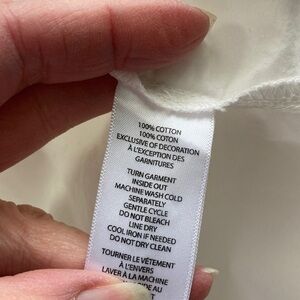 100% COTTON
100% COTON
EXCLUSIVE OF DECORATION
À L'EXCEPTION DES
GARNITURES
TURN GARMENT
INSIDE OUT
MACHINE WASH COLD
SEPARATELY
GENTLE CYCLE
DO NOT BLEACH
LINE DRY
COOL IRON IF NEEDED
DO NOT DRY CLEAN
TOURNER LE VÊTEMENT
À L'ENVERS
LAVER À LA MACHINE